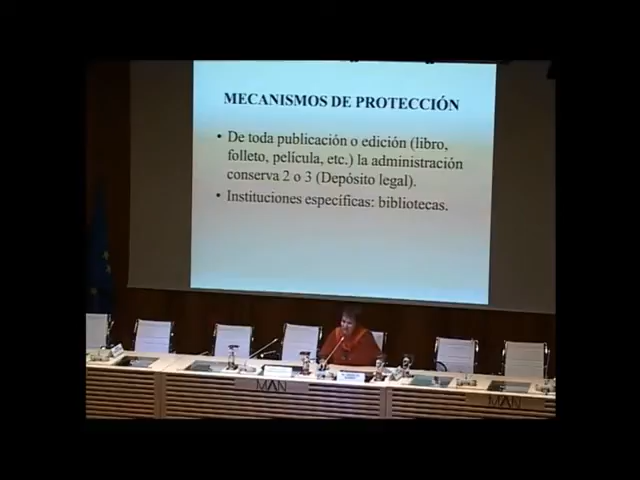 MECANISMOS DE PROTECCIÓN
• De toda publicación o edición (libro,
folleto, película, etc.) la administración
conserva 2 o 3 (Depósito legal).
• Instituciones específicas: bibliotecas.
MAN
MAN